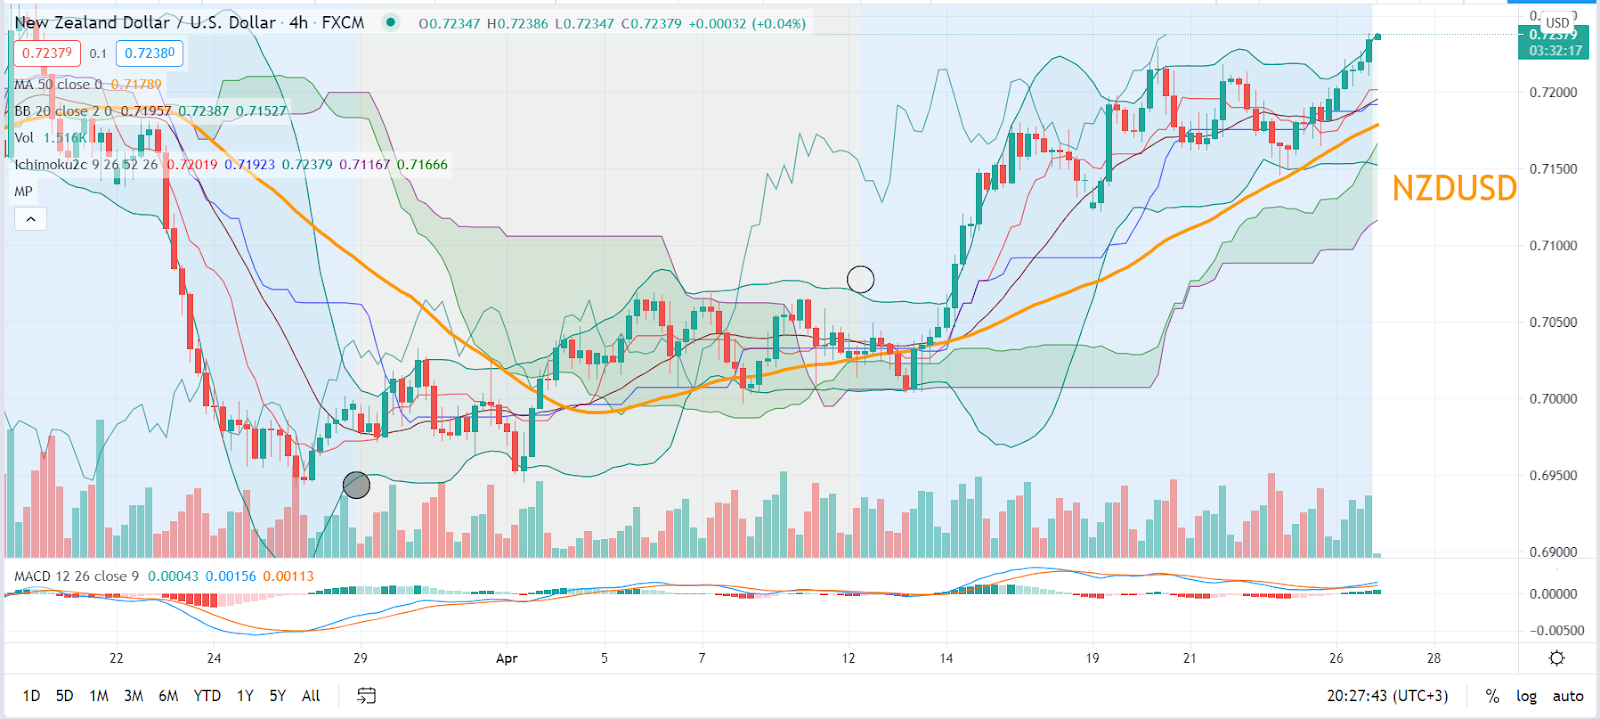 New Zealand Dollar / U.S. Dollar · 4h · FXCM O0.72347 H0.72386 L0.72347 C0.72379 +0.00032 (+0.04%)
USD
0.72379 0.1 0.72380
0.72379
03:32:17
MA 50 close 0 0.71789
0.72000
BB 20 close 2 0 0.71957 0.72387 0.71527
Vol 1.516K
Ichimoku2c 9 26 52 26 0.72019 0.71923 0.72379 0.71167 0.71666
0.71500
MP
NZDUSD
0.71000
0.70500
0.70000
0.69500
0.69000
MACD 12 26 close 9 0.00043 0.00156 0.00113
0.00000
−0.00500
22 24 29 Apr 5 7 12 14 19 21 26 28
1D 5D 1M 3M 6M YTD 1Y 5Y All 20:27:43 (UTC+3) % log auto